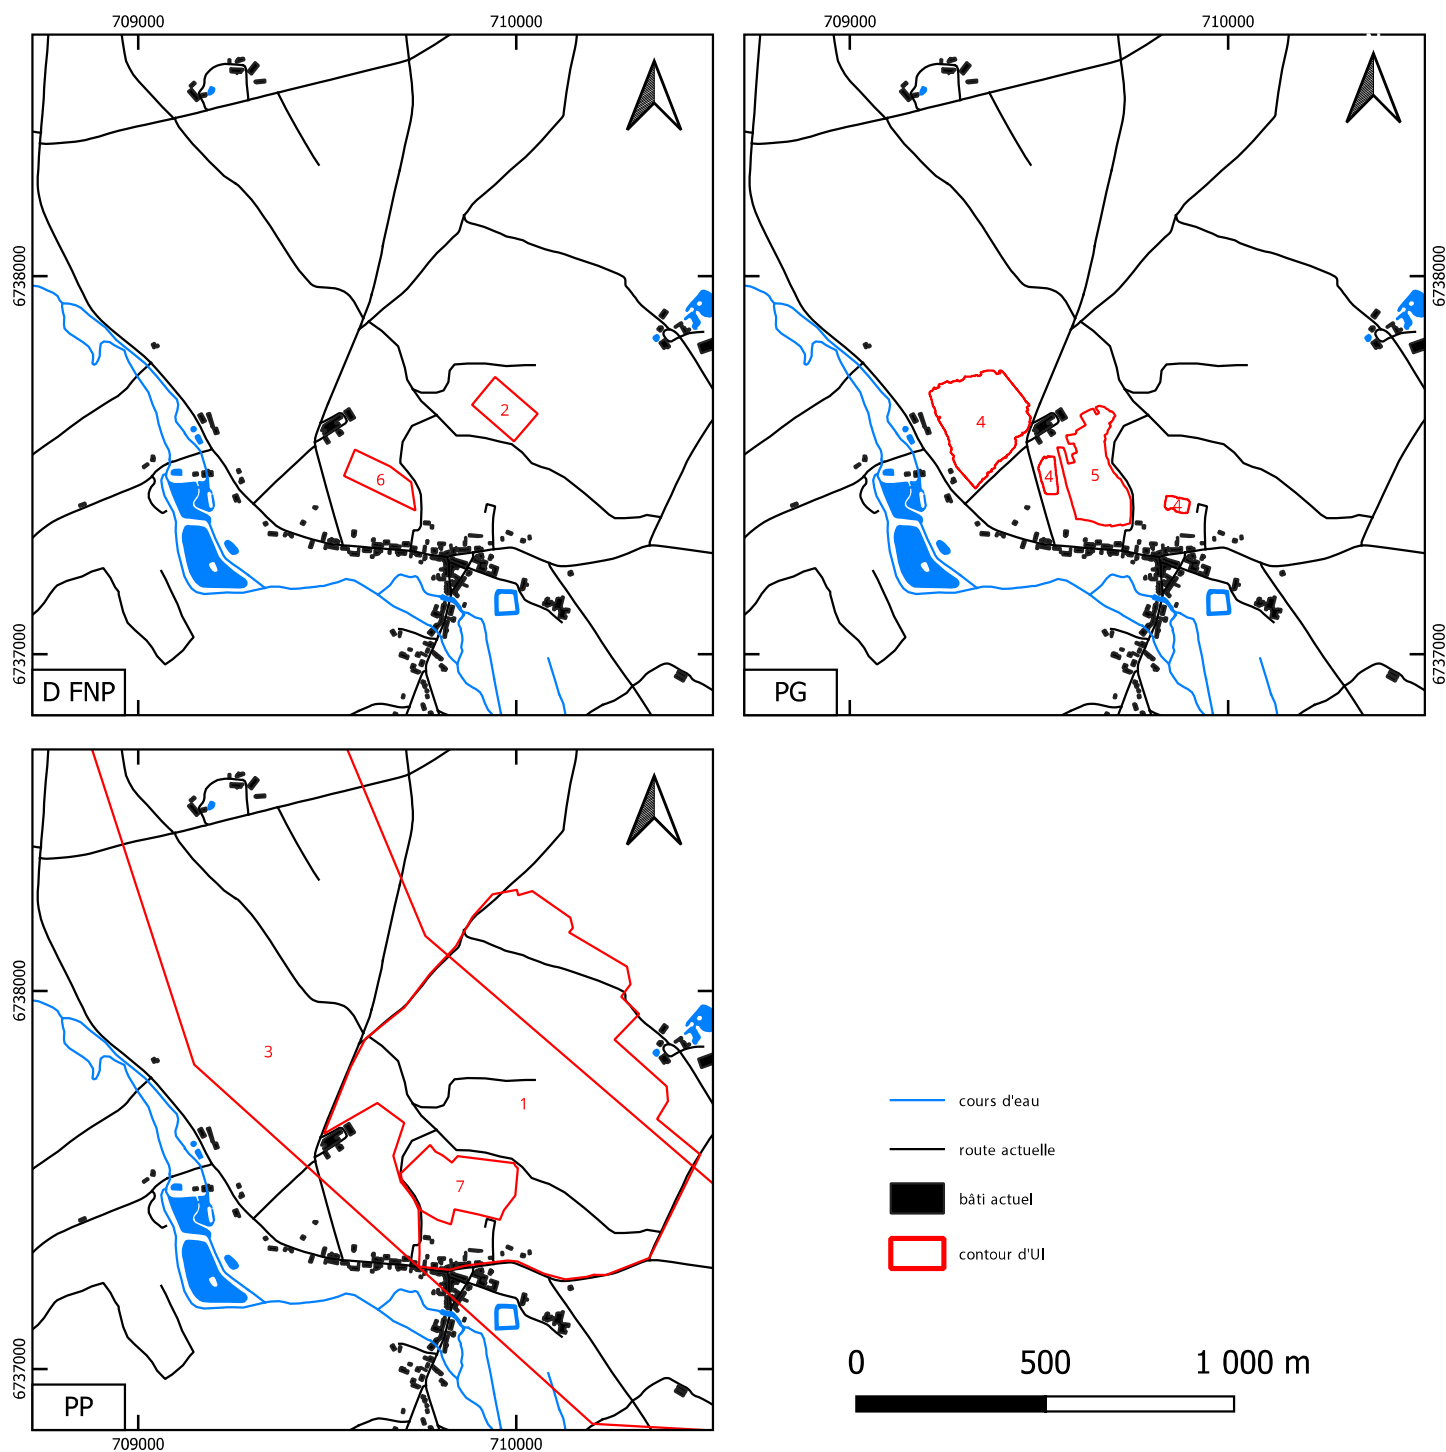 709000 710000 709000 710000
6738000 6738000
2
6
4
4
5
4
6737000 6737000
D FNP
PG
6738000
3
1
7
6737000
PP
709000 710000
cours d'eau
route actuelle
bâti actuel
contour d'UI
0 500 1 000 m